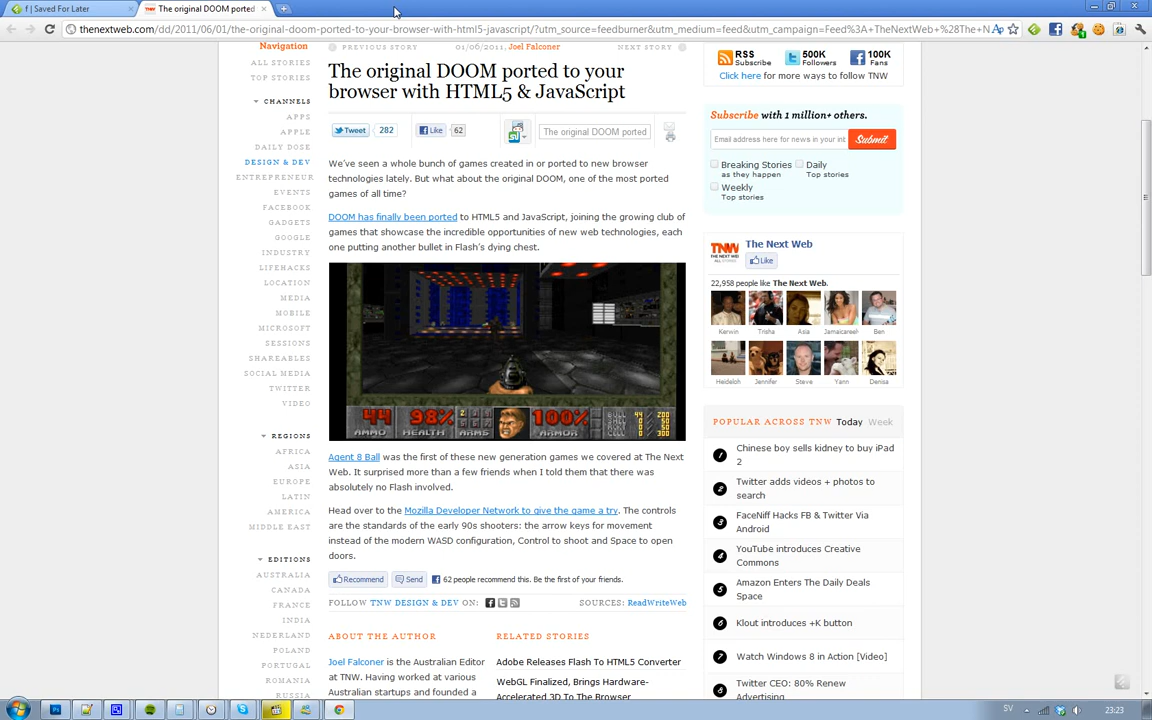 f | Saved For Later
The original DOOM ported
thenextweb.com/dd/2011/06/01/the-original-doom-ported-to-your-browser-with-html5-javascript/?utm_source=feedburner&utm_medium=feed&utm_campaign=Feed%3A+TheNextWeb+%28The+N
Navigation
ALL STORIES
TOP STORIES
CHANNELS
APPS
APPLE
DAILY DOSE
DESIGN & DEV
ENTREPRENEUR
EVENTS
FACEBOOK
GADGETS
GOOGLE
INDUSTRY
LIFEHACKS
LOCATION
MEDIA
MOBILE
MICROSOFT
SESSIONS
SHAREABLES
SOCIAL MEDIA
TWITTER
VIDEO
REGIONS
AFRICA
ASIA
EUROPE
LATIN
AMERICA
MIDDLE EAST
EDITIONS
AUSTRALIA
CANADA
FRANCE
INDIA
NEDERLAND
POLAND
PORTUGAL
ROMANIA
RUSSIA
PREVIOUS STORY 01/06/2011, Joel Falconer NEXT STORY
The original DOOM ported to your
browser with HTML5 & JavaScript
Tweet 282 Like 62 The original DOOM ported
We've seen a whole bunch of games created in or ported to new browser
technologies lately. But what about the original DOOM, one of the most ported
games of all time?
DOOM has finally been ported to HTML5 and JavaScript, joining the growing club of
games that showcase the incredible opportunities of new web technologies, each
one putting another bullet in Flash's dying chest.
44 98% 100%
AMMO HEALTH ARMS ARMOR
BULL 44 / 200
Agent 8 Ball was the first of these new generation games we covered at The Next
Web. It surprised more than a few friends when I told them that there was
absolutely no Flash involved.
Head over to the Mozilla Developer Network to give the game a try. The controls
are the standards of the early 90s shooters: the arrow keys for movement
instead of the modern WASD configuration, Control to shoot and Space to open
doors.
Recommend Send 62 people recommend this. Be the first of your friends.
FOLLOW TNW DESIGN & DEV ON: SOURCES: ReadWriteWeb
ABOUT THE AUTHOR
Joel Falconer is the Australian Editor
at TNW. Having worked at various
Australian startups and founded a
RELATED STORIES
Adobe Releases Flash To HTML5 Converter
WebGL Finalized, Brings Hardware-
Accelerated 3D To The Browser
RSS
Subscribe
500K
Followers
100K
Fans
Click here for more ways to follow TNW
Subscribe with 1 million+ others.
Email address here for news in your in
Submit
Breaking Stories
as they happen
Daily
Top stories
Weekly
Top stories
TNW
The Next Web
Like
22,958 people like The Next Web.
Kerwin Trisha Asia Jamaicareel Ben
Heidelch Jennifer Steve Yann Denisa
POPULAR ACROSS TNW Today Week
1 Chinese boy sells kidney to buy iPad
2
2 Twitter adds videos + photos to
search
3 FaceNiff Hacks FB & Twitter Via
Android
4 YouTube introduces Creative
Commons
5 Amazon Enters The Daily Deals
Space
6 Klout introduces +K button
7 Watch Windows 8 in Action [Video]
8 Twitter CEO: 80% Renew
Advertising
SV
23:23